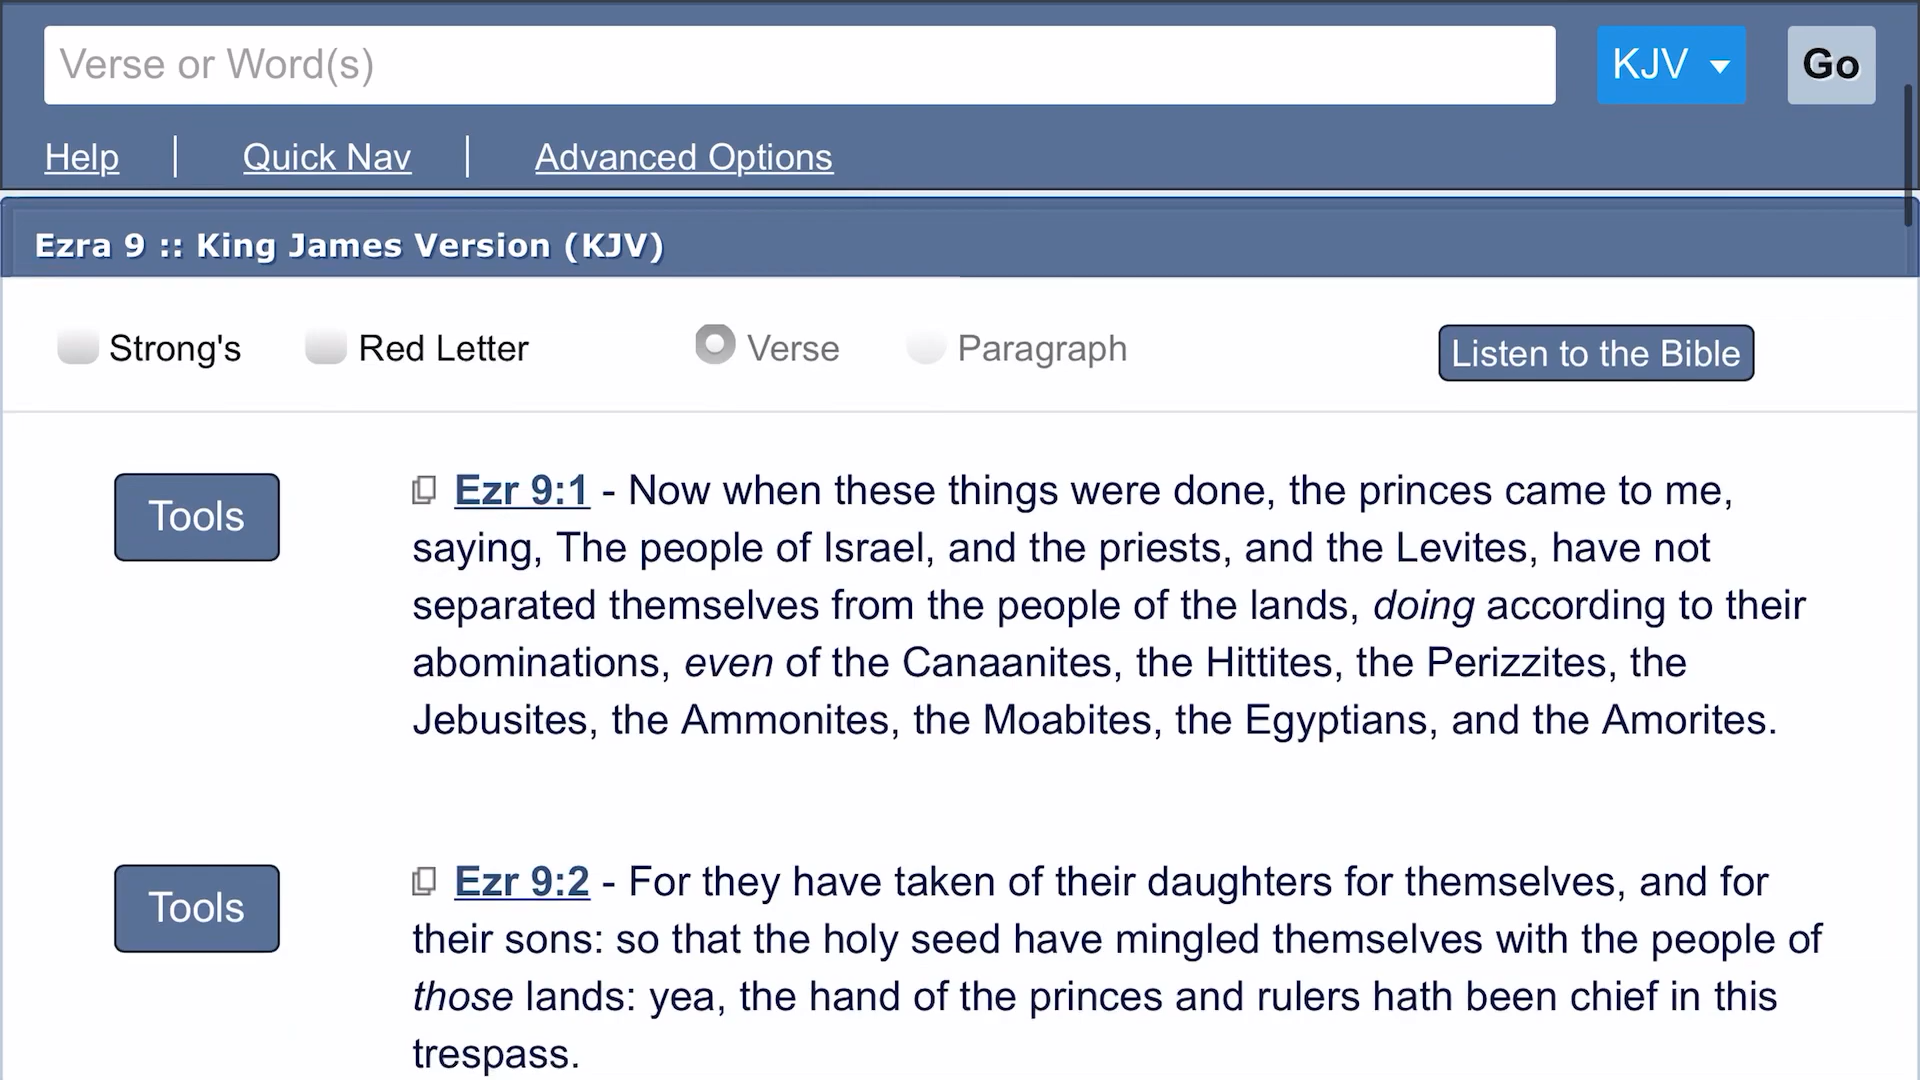 Verse or Word(s)
KJV
Go
Help | Quick Nav | Advanced Options
Ezra 9 :: King James Version (KJV)
Strong's Red Letter Verse Paragraph Listen to the Bible
Tools
Ezr 9:1 - Now when these things were done, the princes came to me,
saying, The people of Israel, and the priests, and the Levites, have not
separated themselves from the people of the lands, doing according to their
abominations, even of the Canaanites, the Hittites, the Perizzites, the
Jebusites, the Ammonites, the Moabites, the Egyptians, and the Amorites.
Tools
Ezr 9:2 - For they have taken of their daughters for themselves, and for
their sons: so that the holy seed have mingled themselves with the people of
those lands: yea, the hand of the princes and rulers hath been chief in this
trespass.